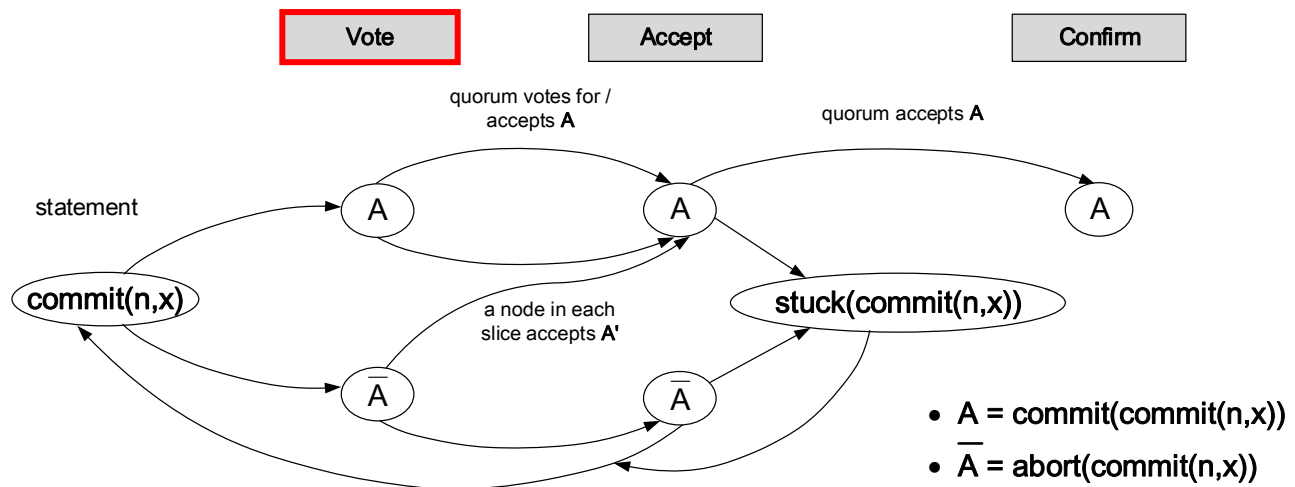 Vote
Accept
Confirm
quorum votes for /
accepts A
quorum accepts A
statement
A
A
A
commit(n,x)
a node in each
slice accepts A'
stuck(commit(n,x))
A̅
A̅
• A = commit(commit(n,x))
• A̅ = abort(commit(n,x))